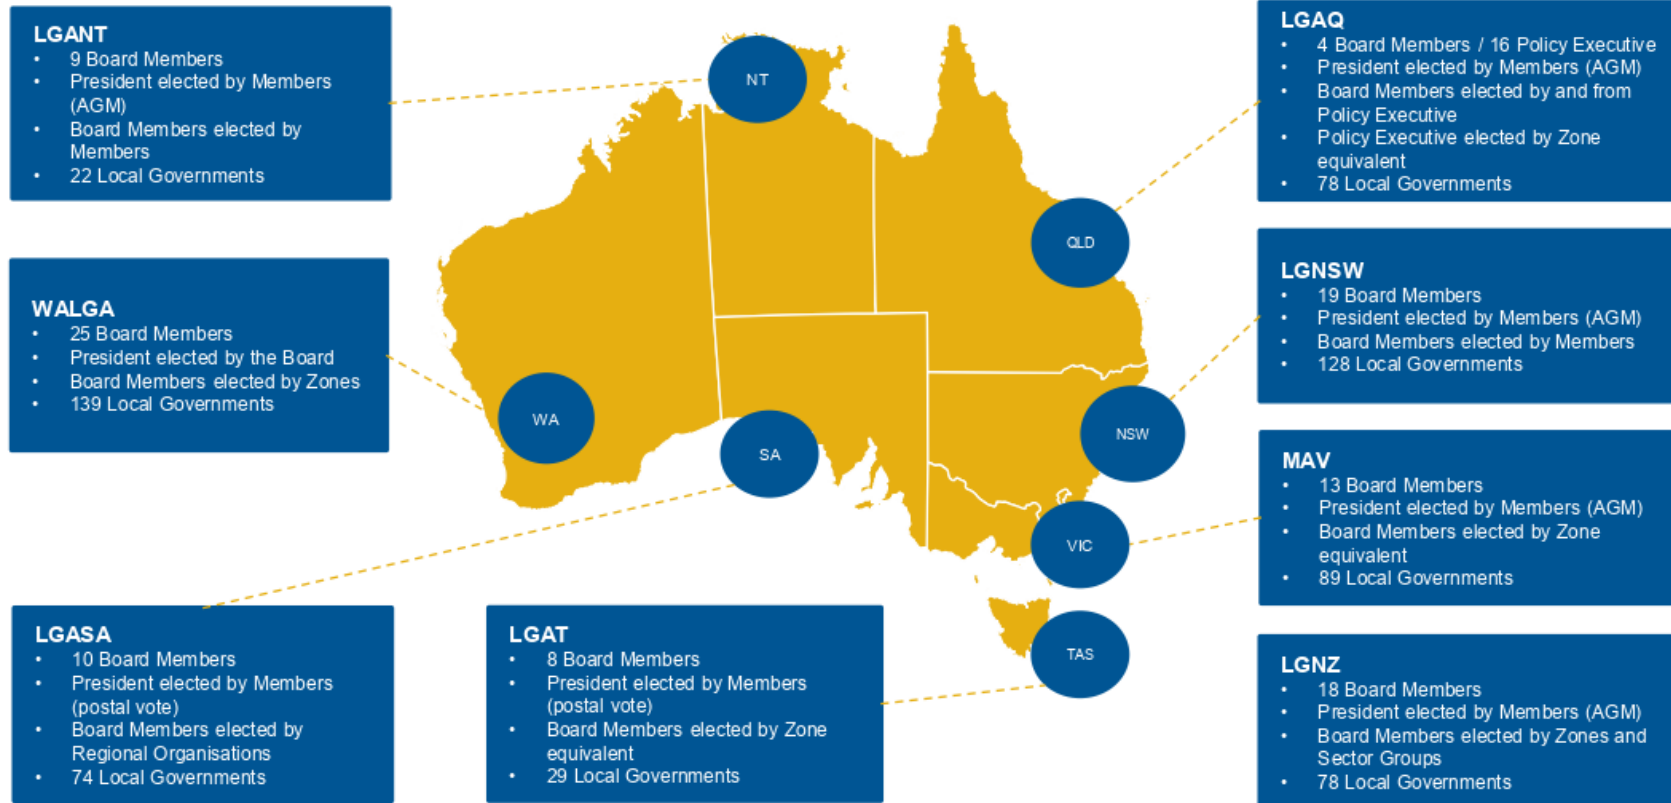 LGANT
• 9 Board Members
• President elected by Members
(AGM)
• Board Members elected by
Members
• 22 Local Governments
WALGA
• 25 Board Members
• President elected by the Board
• Board Members elected by Zones
• 139 Local Governments
LGASA
• 10 Board Members
• President elected by Members
(postal vote)
• Board Members elected by
Regional Organisations
• 74 Local Governments
LGAT
• 8 Board Members
• President elected by Members
(postal vote)
• Board Members elected by Zone
equivalent
• 29 Local Governments
NT
QLD
WA
SA
NSW
VIC
TAS
LGAQ
• 4 Board Members / 16 Policy Executive
• President elected by Members (AGM)
• Board Members elected by and from
Policy Executive
• Policy Executive elected by Zone
equivalent
• 78 Local Governments
LGNSW
• 19 Board Members
• President elected by Members (AGM)
• Board Members elected by Members
• 128 Local Governments
MAV
• 13 Board Members
• President elected by Members (AGM)
• Board Members elected by Zone
equivalent
• 89 Local Governments
LGNZ
• 18 Board Members
• President elected by Members (AGM)
• Board Members elected by Zones and
Sector Groups
• 78 Local Governments